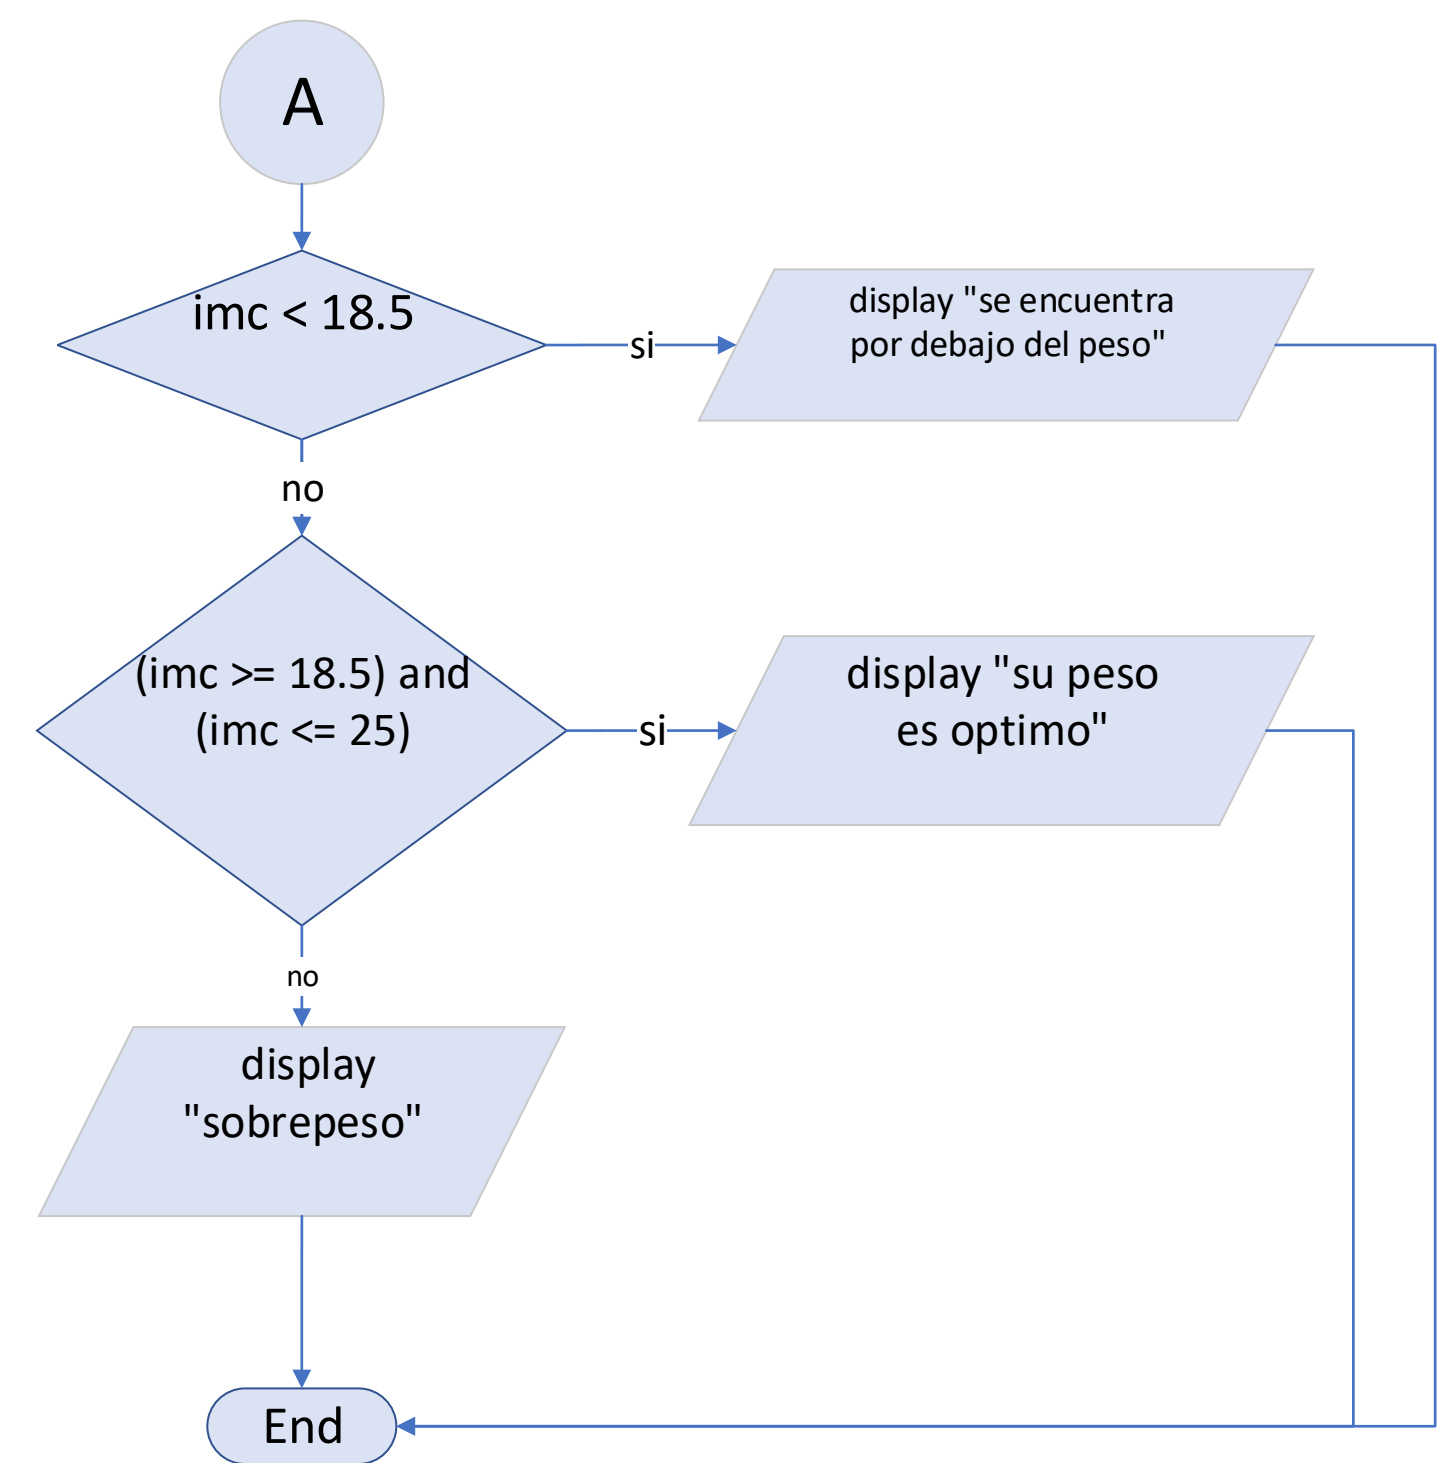 A
imc < 18.5
si
display "se encuentra
por debajo del peso"
no
(imc >= 18.5) and
(imc <= 25)
si
display "su peso
es optimo"
no
display
"sobrepeso"
End